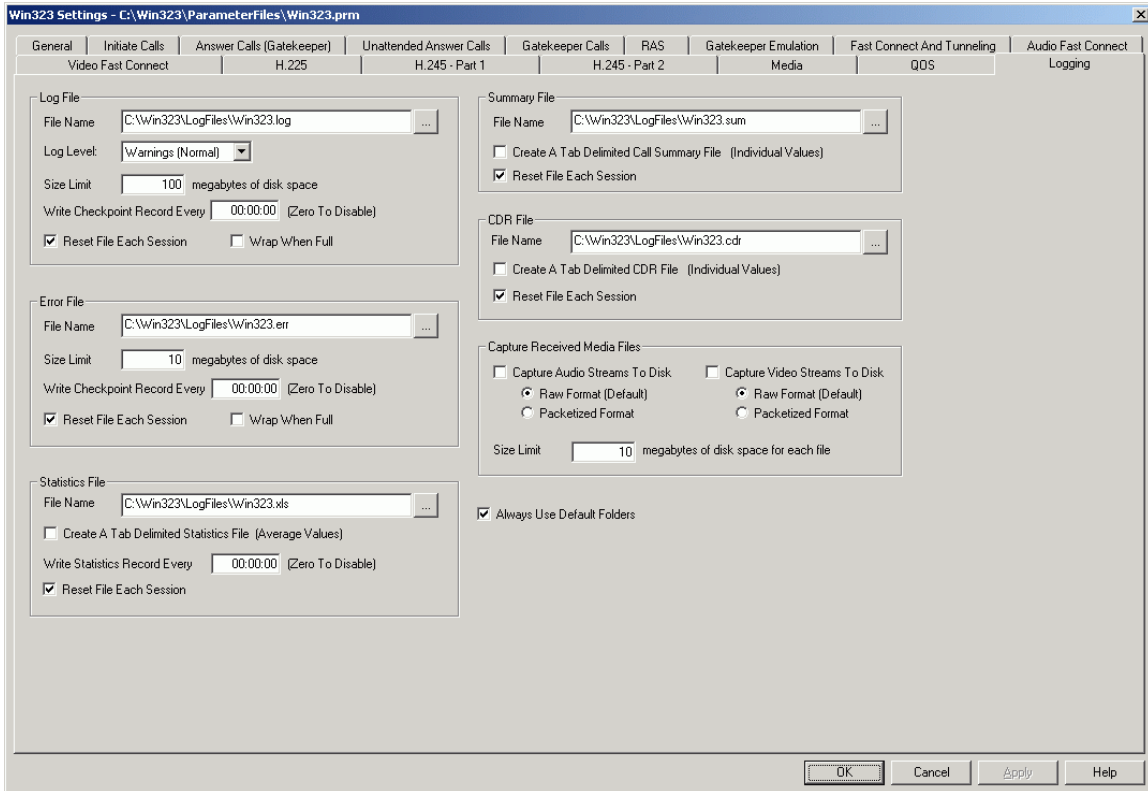 Win323 Settings - C:\Win323\ParameterFiles\Win323.prm
General Initiate Calls Answer Calls (Gatekeeper) Unattended Answer Calls Gatekeeper Calls RAS Gatekeeper Emulation Fast Connect And Tunneling Audio Fast Connect
Video Fast Connect H.225 H.245 - Part 1 H.245 - Part 2 Media QOS Logging
Log File
File Name C:\Win323\LogFiles\Win323.log ...
Log Level: Warnings (Normal)
Size Limit 100 megabytes of disk space
Write Checkpoint Record Every 00:00:00 (Zero To Disable)
Reset File Each Session Wrap When Full
Error File
File Name C:\Win323\LogFiles\Win323.err ...
Size Limit 10 megabytes of disk space
Write Checkpoint Record Every 00:00:00 (Zero To Disable)
Reset File Each Session Wrap When Full
Statistics File
File Name C:\Win323\LogFiles\Win323.xls ...
Create A Tab Delimited Statistics File (Average Values)
Write Statistics Record Every 00:00:00 (Zero To Disable)
Reset File Each Session
Summary File
File Name C:\Win323\LogFiles\Win323.sum ...
Create A Tab Delimited Call Summary File (Individual Values)
Reset File Each Session
CDR File
File Name C:\Win323\LogFiles\Win323.cdr ...
Create A Tab Delimited CDR File (Individual Values)
Reset File Each Session
Capture Received Media Files
Capture Audio Streams To Disk Capture Video Streams To Disk
Raw Format (Default) Raw Format (Default)
Packetized Format Packetized Format
Size Limit 10 megabytes of disk space for each file
Always Use Default Folders
OK Cancel Apply Help